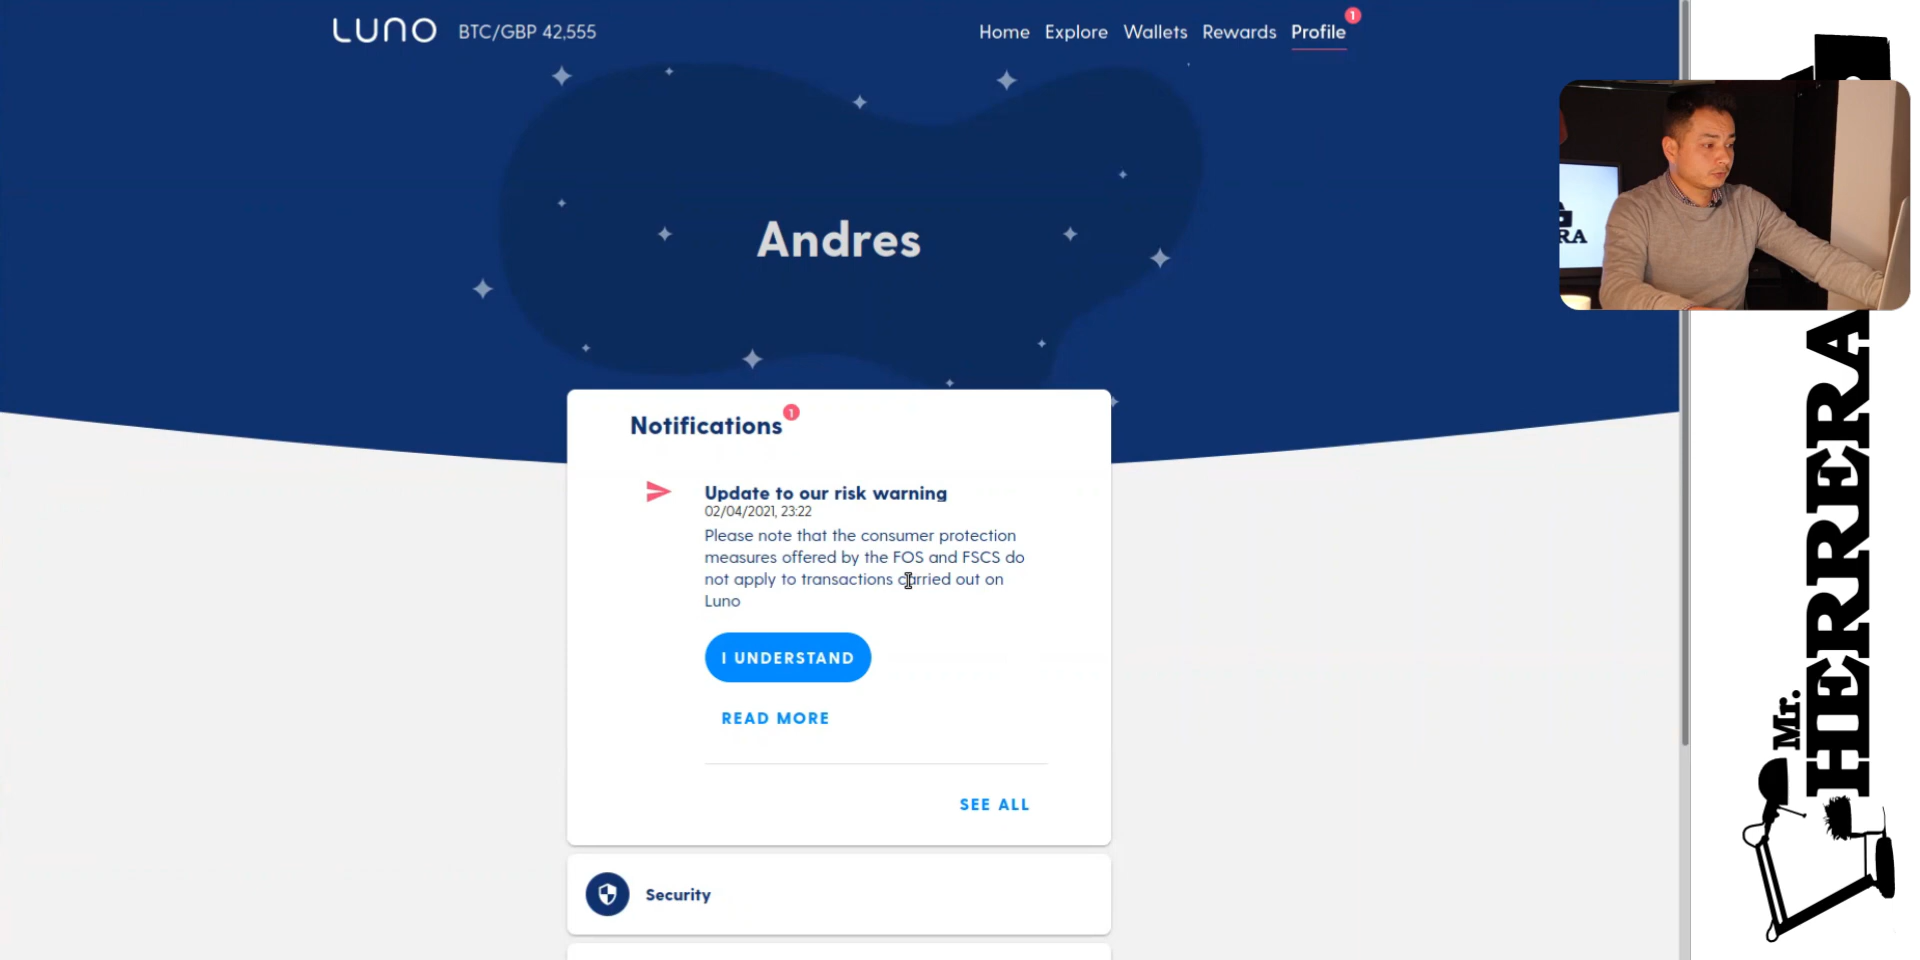 LUNO BTC/GBP 42,555 Home Explore Wallets Rewards Profile 1
Andres
Notifications 1
Update to our risk warning
02/04/2021, 23:22
Please note that the consumer protection
measures offered by the FOS and FSCS do
not apply to transactions carried out on
Luno
I UNDERSTAND
READ MORE
SEE ALL
Security
RA
Mr.
HERRERA